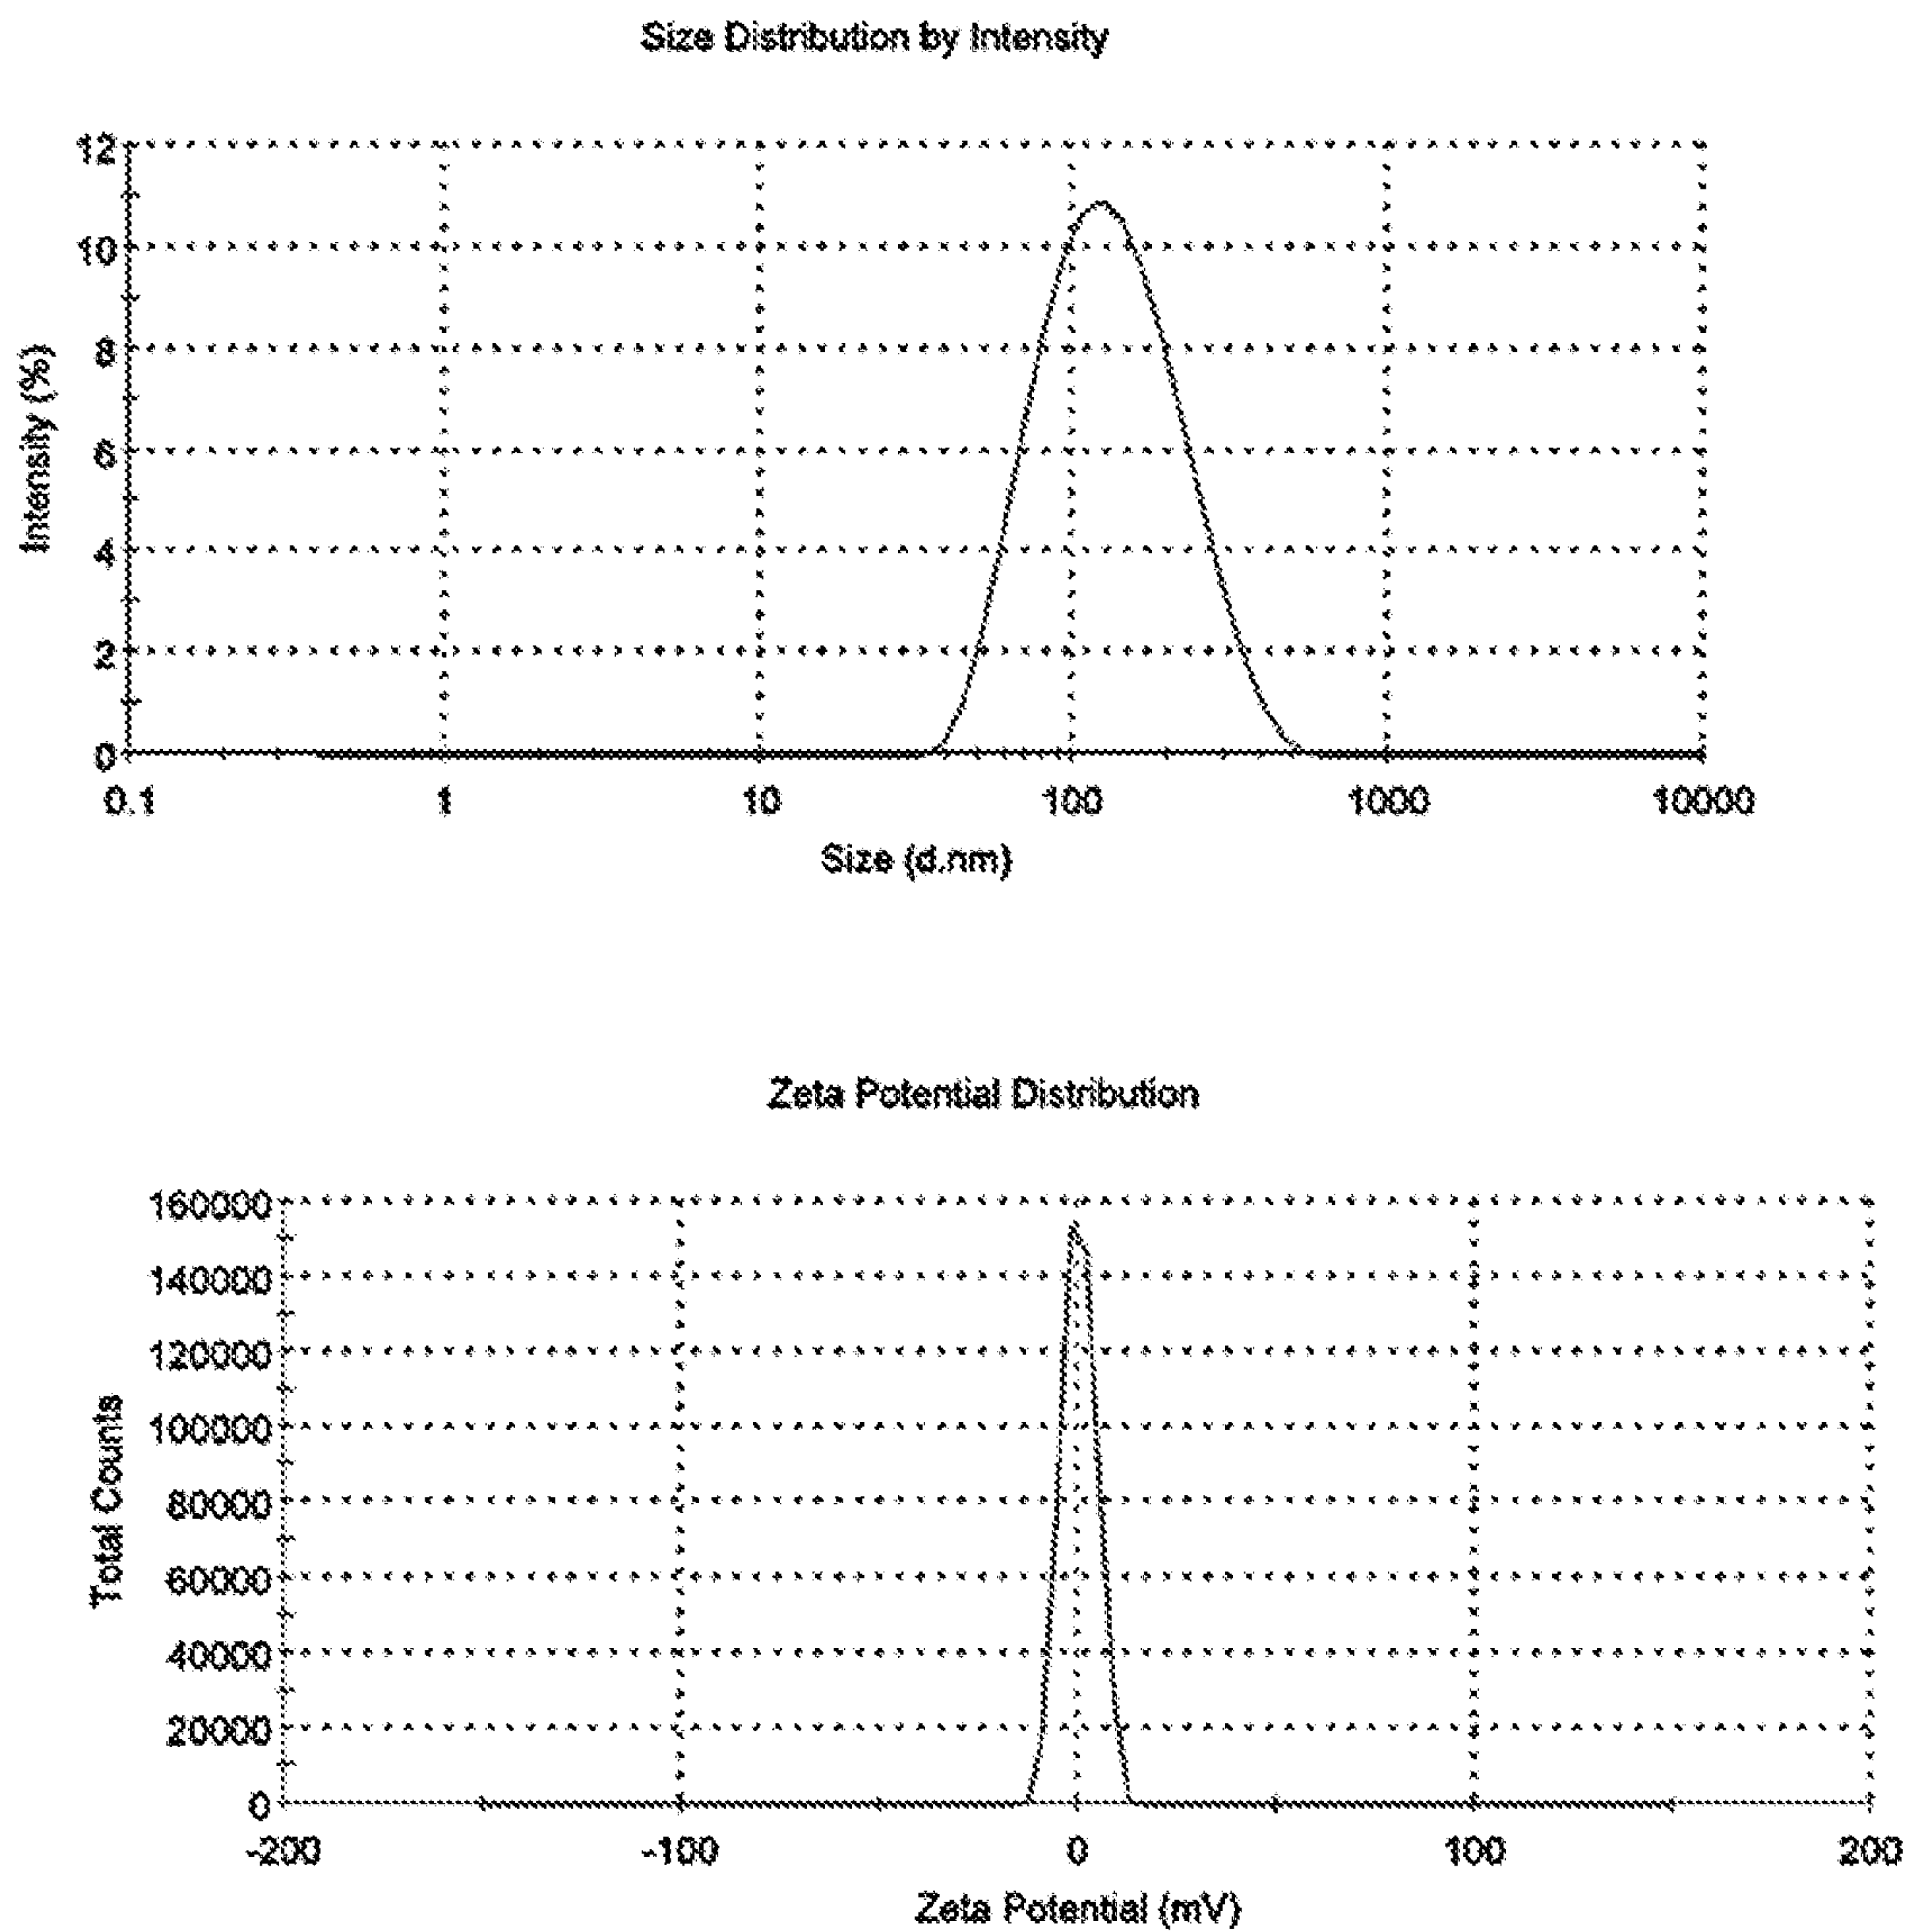 Size Distribution by Intensity
12
10
8
6
4
2
0
Intensity (%)
0.1 1 10 100 1000 10000
Size (d.nm)
Zeta Potential Distribution
160000
140000
120000
100000
80000
60000
40000
20000
0
Total Counts
-200 -100 0 100 200
Zeta Potential (mV)